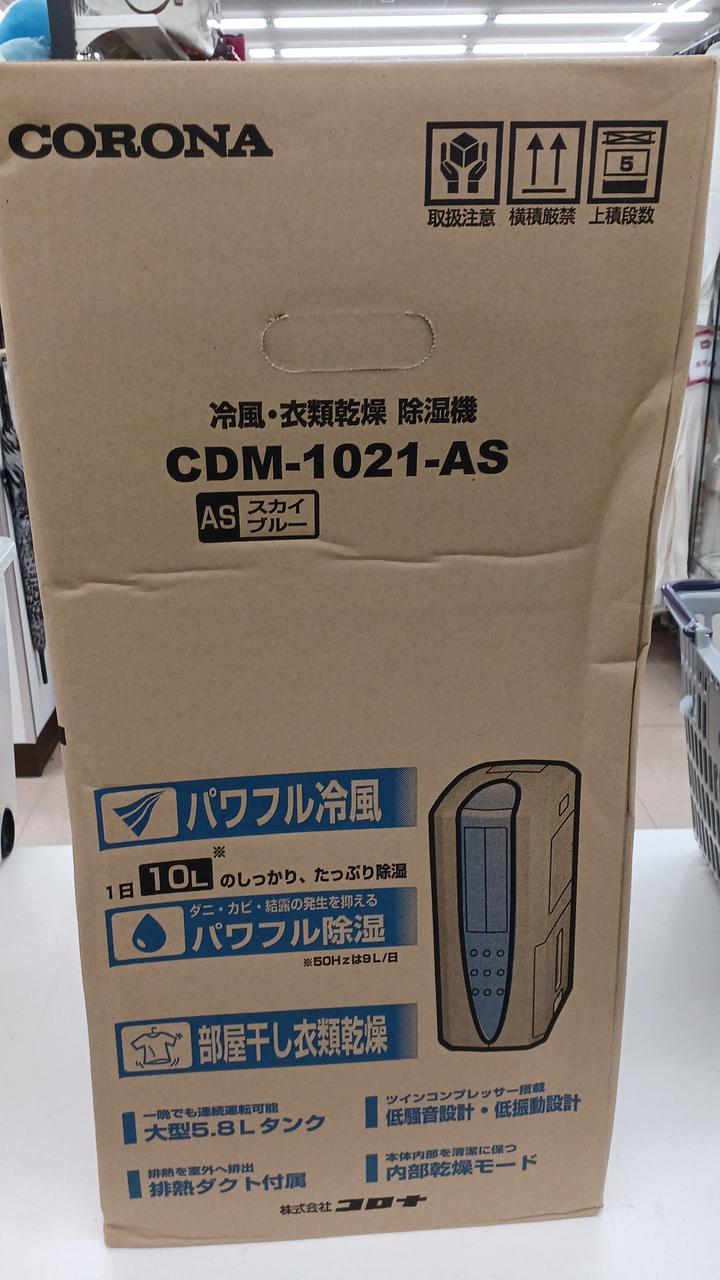 CORONA
5
取扱注意 横積厳禁 上積段数
冷風・衣類乾燥 除湿機
CDM-1021-AS
AS スカイ
ブルー
パワフル冷風
1日 10L ※ のしっかり、たっぷり除湿
ダニ・カビ・結露の発生を抑える
パワフル除湿
※50Hzは9L/日
部屋干し衣類乾燥
一晩でも連続運転可能
大型5.8Lタンク
ツインコンプレッサー搭載
低騒音設計・低振動設計
排熱を室外へ排出
排熱ダクト付属
本体内部を清潔に保つ
内部乾燥モード
株式会社 コロナ